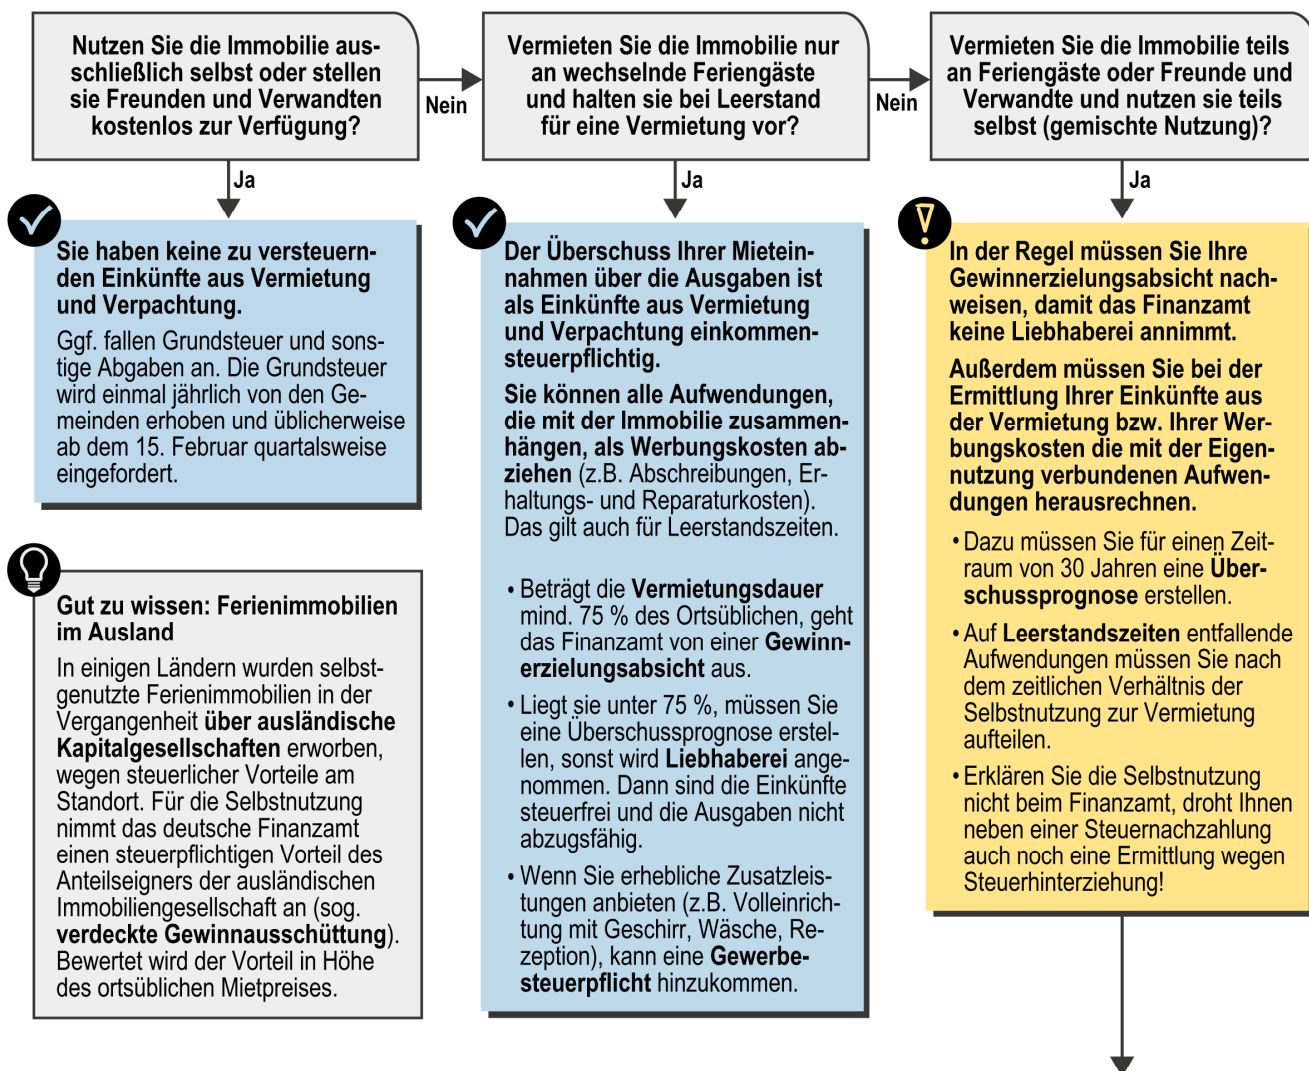 Nutzen Sie die Immobilie aus-
schließlich selbst oder stellen
sie Freunden und Verwandten
kostenlos zur Verfügung?
Nein
Vermieten Sie die Immobilie nur
an wechselnde Feriengäste
und halten sie bei Leerstand
für eine Vermietung vor?
Nein
Vermieten Sie die Immobilie teils
an Feriengäste oder Freunde und
Verwandte und nutzen sie teils
selbst (gemischte Nutzung)?
Ja
Sie haben keine zu versteuern-
den Einkünfte aus Vermietung
und Verpachtung.
Ggf. fallen Grundsteuer und sons-
tige Abgaben an. Die Grundsteuer
wird einmal jährlich von den Ge-
meinden erhoben und üblicherweise
ab dem 15. Februar quartalsweise
eingefordert.
Gut zu wissen: Ferienimmobilien
im Ausland
In einigen Ländern wurden selbst-
genutzte Ferienimmobilien in der
Vergangenheit über ausländische
Kapitalgesellschaften erworben,
wegen steuerlicher Vorteile am
Standort. Für die Selbstnutzung
nimmt das deutsche Finanzamt
einen steuerpflichtigen Vorteil des
Anteilseigners der ausländischen
Immobiliengesellschaft an (sog.
verdeckte Gewinnausschüttung).
Bewertet wird der Vorteil in Höhe
des ortsüblichen Mietpreises.
Ja
Der Überschuss Ihrer Mietein-
nahmen über die Ausgaben ist
als Einkünfte aus Vermietung
und Verpachtung einkommen-
steuerpflichtig.
Sie können alle Aufwendungen,
die mit der Immobilie zusammen-
hängen, als Werbungskosten ab-
ziehen (z.B. Abschreibungen, Er-
haltungs- und Reparaturkosten).
Das gilt auch für Leerstandszeiten.
• Beträgt die Vermietungsdauer
mind. 75 % des Ortsüblichen, geht
das Finanzamt von einer Gewinn-
erzielungsabsicht aus.
• Liegt sie unter 75 %, müssen Sie
eine Überschussprognose erstel-
len, sonst wird Liebhaberei ange-
nommen. Dann sind die Einkünfte
steuerfrei und die Ausgaben nicht
abzugsfähig.
• Wenn Sie erhebliche Zusatzleis-
tungen anbieten (z.B. Volleinrich-
tung mit Geschirr, Wäsche, Re-
zeption), kann eine Gewerbe-
steuerpflicht hinzukommen.
Ja
In der Regel müssen Sie Ihre
Gewinnerzielungsabsicht nach-
weisen, damit das Finanzamt
keine Liebhaberei annimmt.
Außerdem müssen Sie bei der
Ermittlung Ihrer Einkünfte aus
der Vermietung bzw. Ihrer Wer-
bungskosten die mit der Eigen-
nutzung verbundenen Aufwen-
dungen herausrechnen.
• Dazu müssen Sie für einen Zeit-
raum von 30 Jahren eine Über-
schussprognose erstellen.
• Auf Leerstandszeiten entfallende
Aufwendungen müssen Sie nach
dem zeitlichen Verhältnis der
Selbstnutzung zur Vermietung
aufteilen.
• Erklären Sie die Selbstnutzung
nicht beim Finanzamt, droht Ihnen
neben einer Steuernachzahlung
auch noch eine Ermittlung wegen
Steuerhinterziehung!